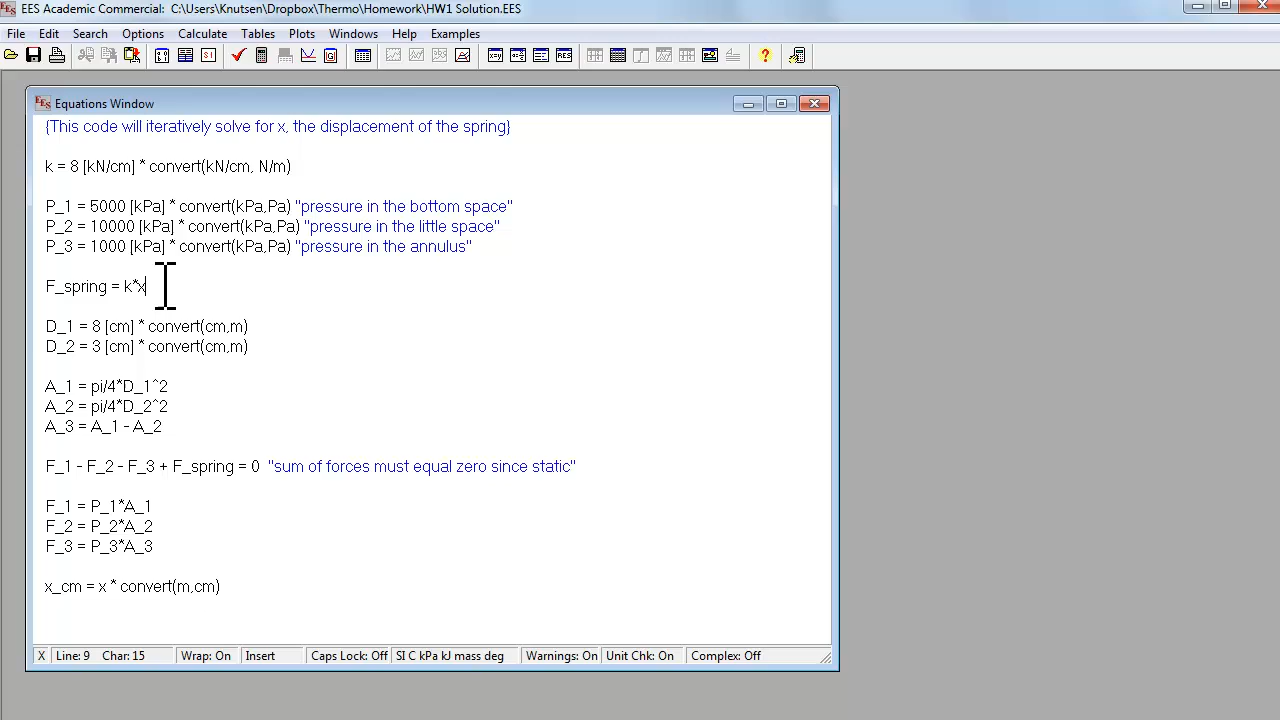 EES Academic Commercial: C:\Users\Knutsen\Dropbox\Thermo\Homework\HW1 Solution.EES
File Edit Search Options Calculate Tables Plots Windows Help Examples
Equations Window
{This code will iteratively solve for x, the displacement of the spring}
k = 8 [kN/cm] * convert(kN/cm, N/m)
P_1 = 5000 [kPa] * convert(kPa,Pa) "pressure in the bottom space"
P_2 = 10000 [kPa] * convert(kPa,Pa) "pressure in the little space"
P_3 = 1000 [kPa] * convert(kPa,Pa) "pressure in the annulus"
F_spring = k*x
D_1 = 8 [cm] * convert(cm,m)
D_2 = 3 [cm] * convert(cm,m)
A_1 = pi/4*D_1^2
A_2 = pi/4*D_2^2
A_3 = A_1 - A_2
F_1 - F_2 - F_3 + F_spring = 0 "sum of forces must equal zero since static"
F_1 = P_1*A_1
F_2 = P_2*A_2
F_3 = P_3*A_3
x_cm = x * convert(m,cm)
X Line: 9 Char: 15 Wrap: On Insert Caps Lock: Off SI C kPa kJ mass deg Warnings: On Unit Chk: On Complex: Off